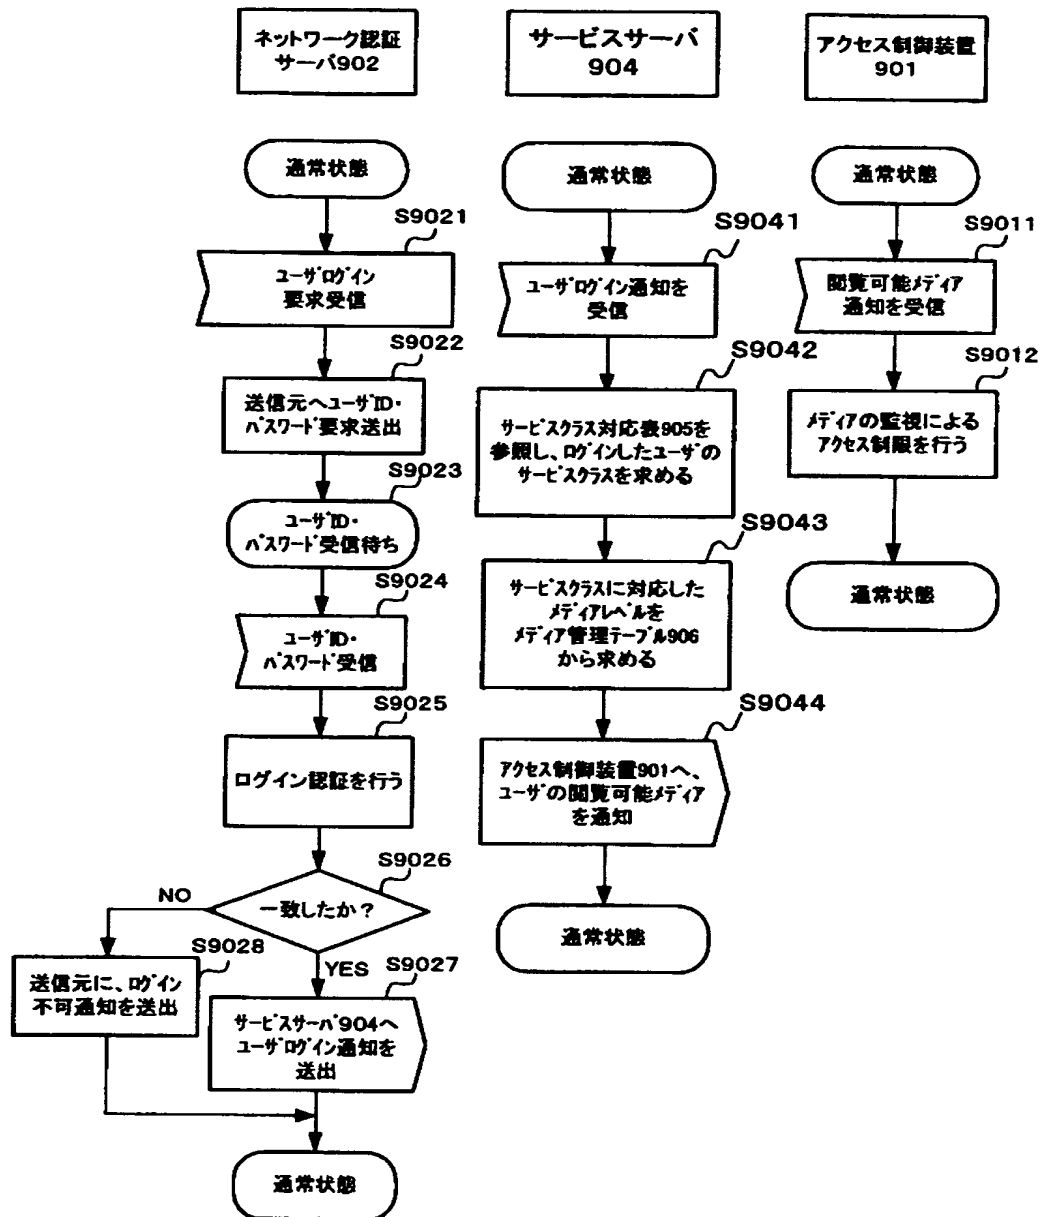 ネットワーク認証
サーバ902
通常状態
S9021
ユーザログイン
要求受信
S9022
送信元へユーザID・
パスワード要求送出
S9023
ユーザID・
パスワード受信待ち
S9024
ユーザID・
パスワード受信
S9025
ログイン認証を行う
S9026
一致したか？
NO
YES
S9028
送信元に、ログイン
不可通知を送出
S9027
サービスサーバ904へ
ユーザログイン通知を
送出
通常状態
サービスサーバ
904
通常状態
S9041
ユーザログイン通知を
受信
S9042
サービスクラス対応表905を
参照し、ログインしたユーザの
サービスクラスを求める
S9043
サービスクラスに対応した
メディアレベルを
メディア管理テーブル906
から求める
S9044
アクセス制御装置901へ、
ユーザの閲覧可能メディア
を通知
通常状態
アクセス制御装置
901
通常状態
S9011
閲覧可能メディア
通知を受信
S9012
メディアの監視による
アクセス制限を行う
通常状態